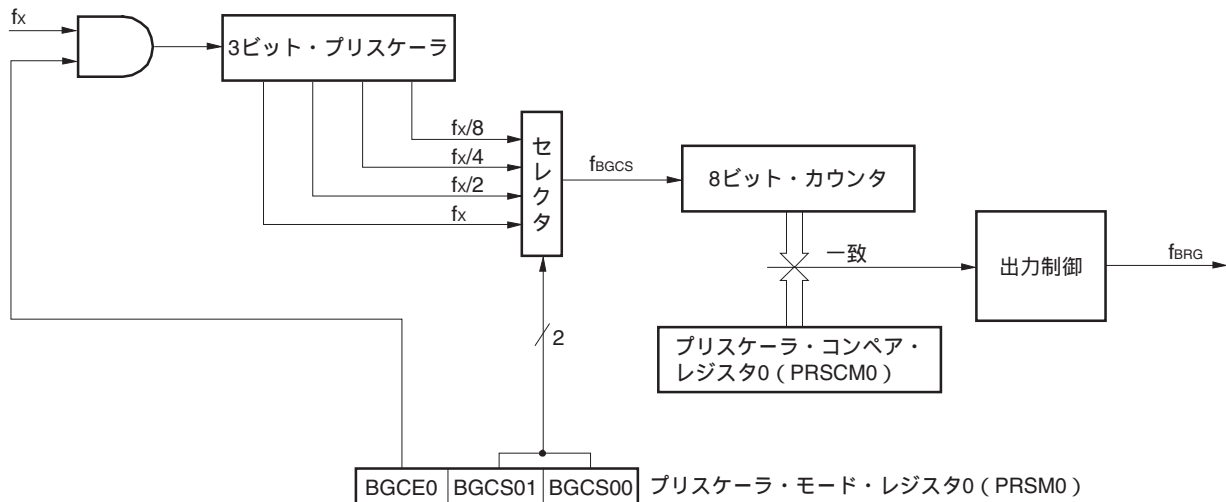 fX
3ビット・プリスケーラ
fX/8
fX/4
fX/2
fX
セレクタ
fBGCS
8ビット・カウンタ
一致
出力制御
fBRG
2
プリスケーラ・コンペア・
レジスタ0（PRSCM0）
BGCE0 BGCS01 BGCS00 プリスケーラ・モード・レジスタ0（PRSM0）